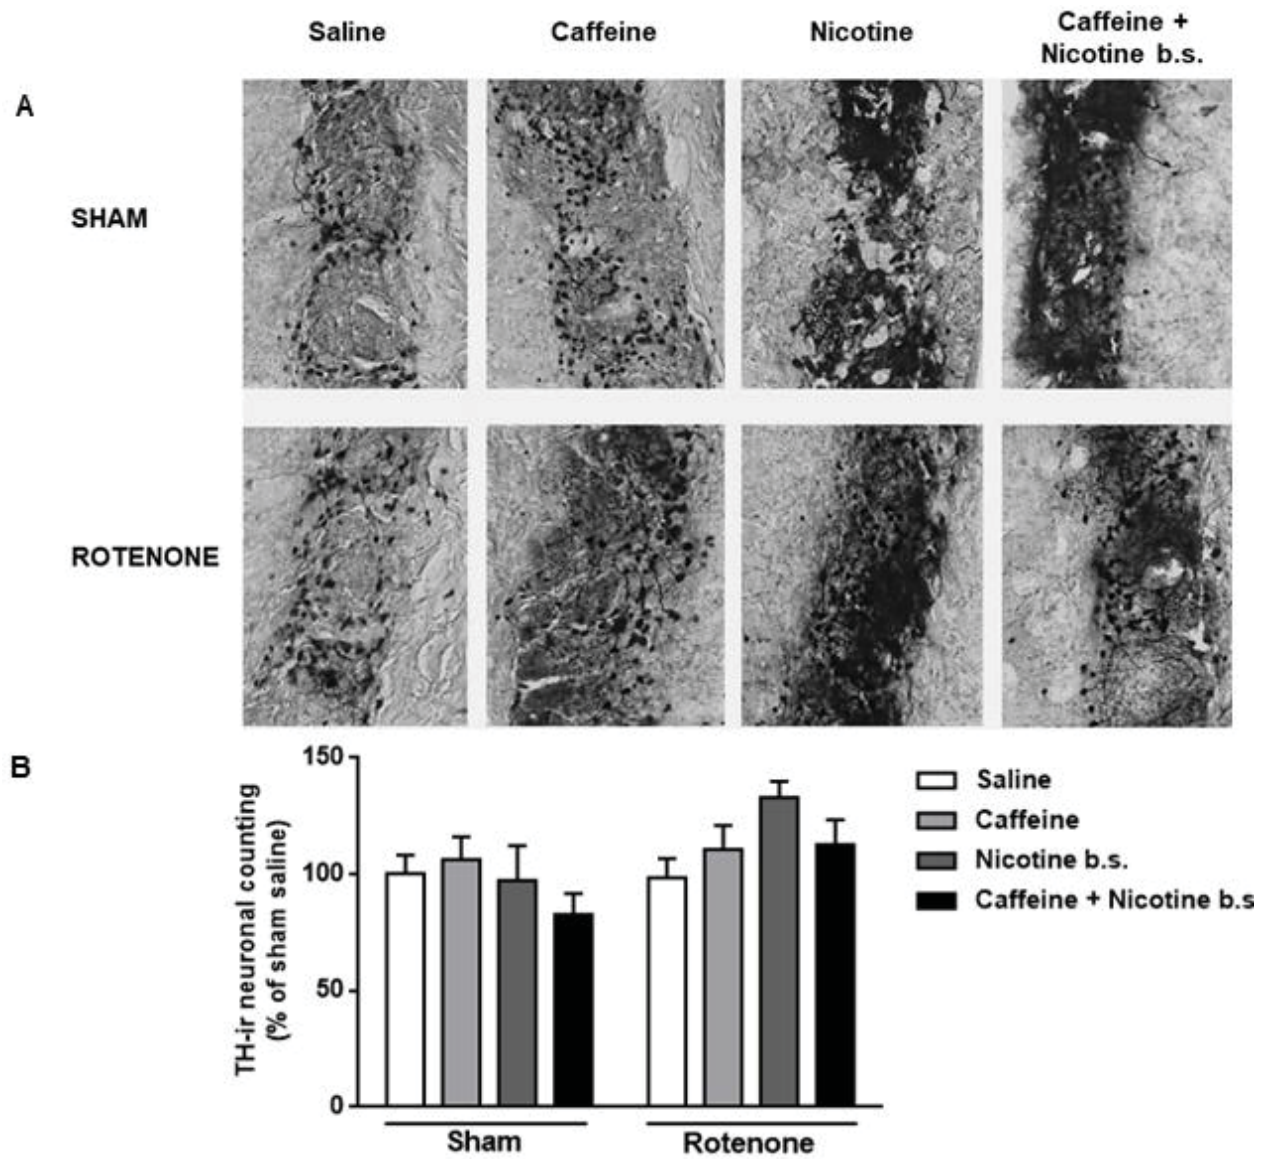 Saline
Caffeine
Nicotine
Caffeine +
Nicotine b.s.
A
SHAM
ROTENONE
B
TH-ir neuronal counting
(% of sham saline)
150
100
50
0
Sham
Rotenone
Saline
Caffeine
Nicotine b.s.
Caffeine + Nicotine b.s